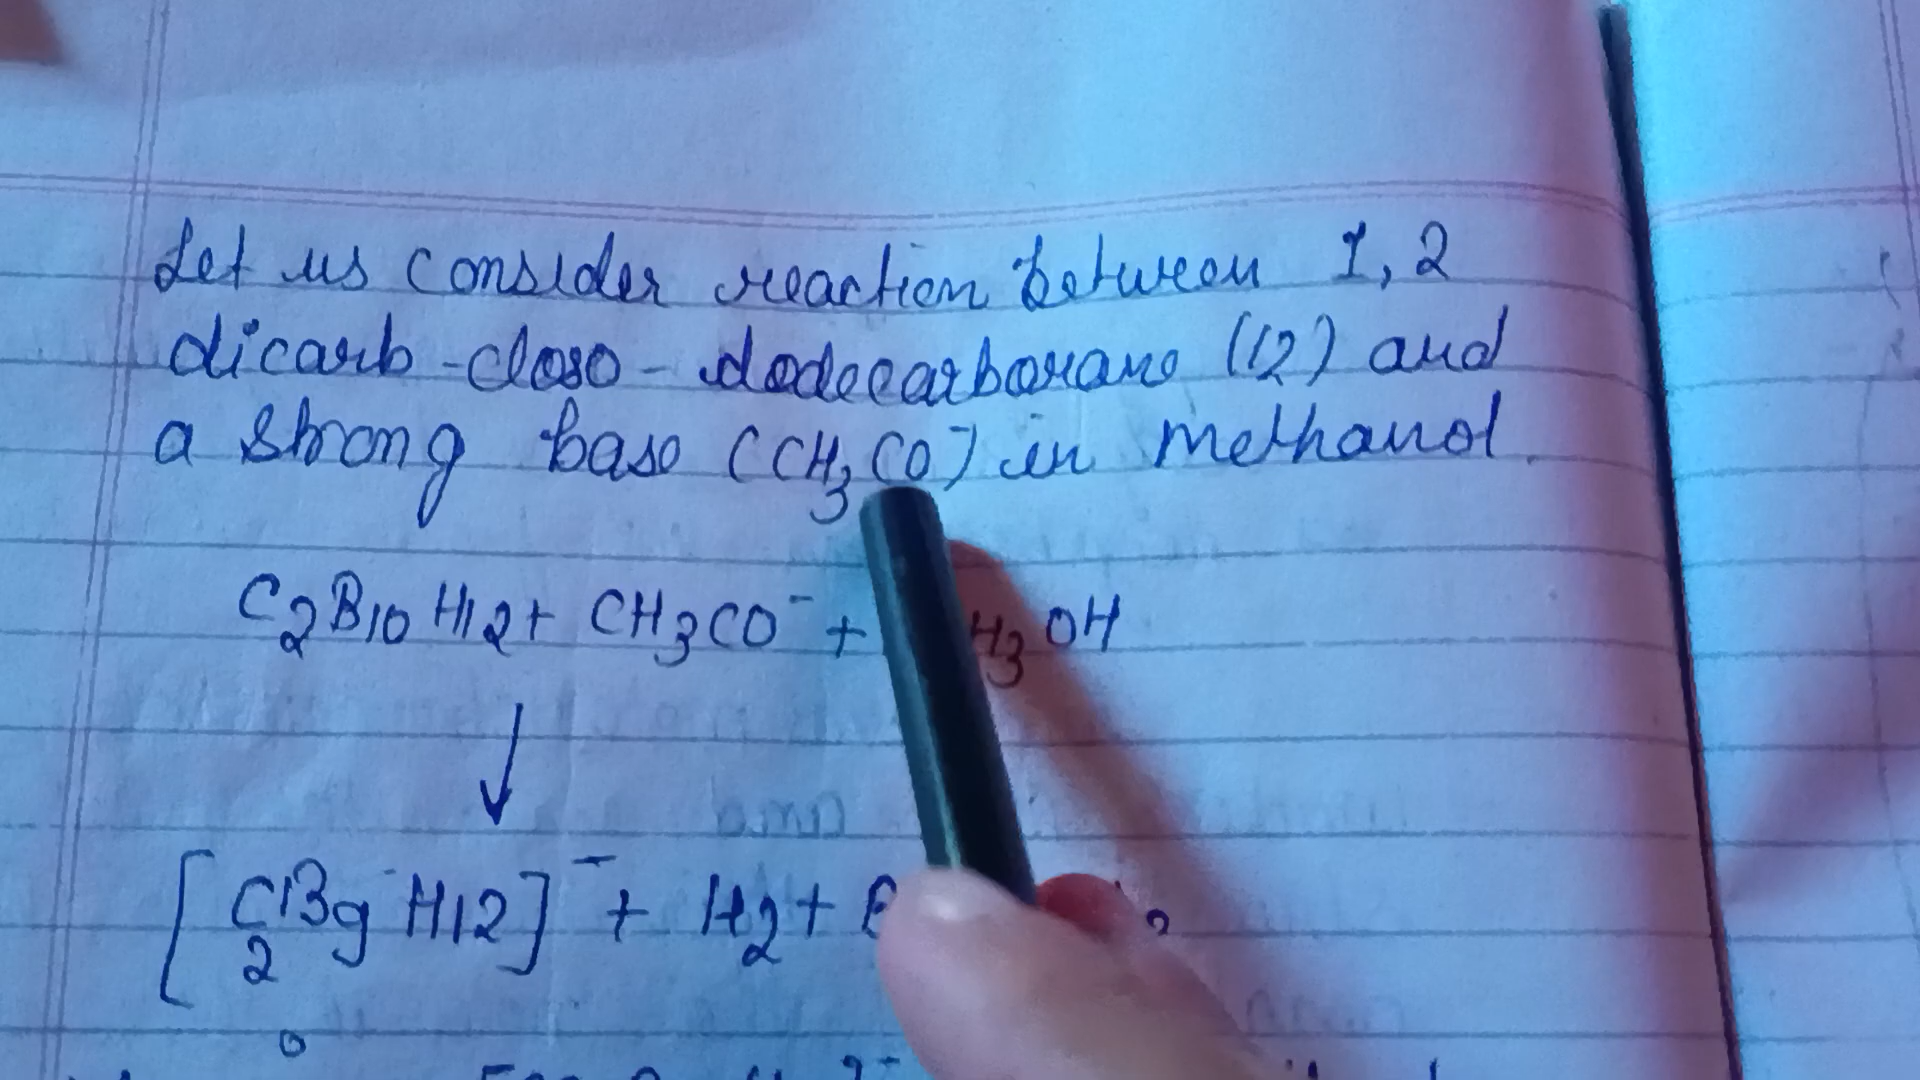 Let us consider reaction between 1, 2
dicarb-closo-dodecarborane (12) and
a strong base (CH3CO) in methanol.
C2B10H12 + CH3CO⁻ + H3OH
↓
[C2B9H12]⁻ + H2 +